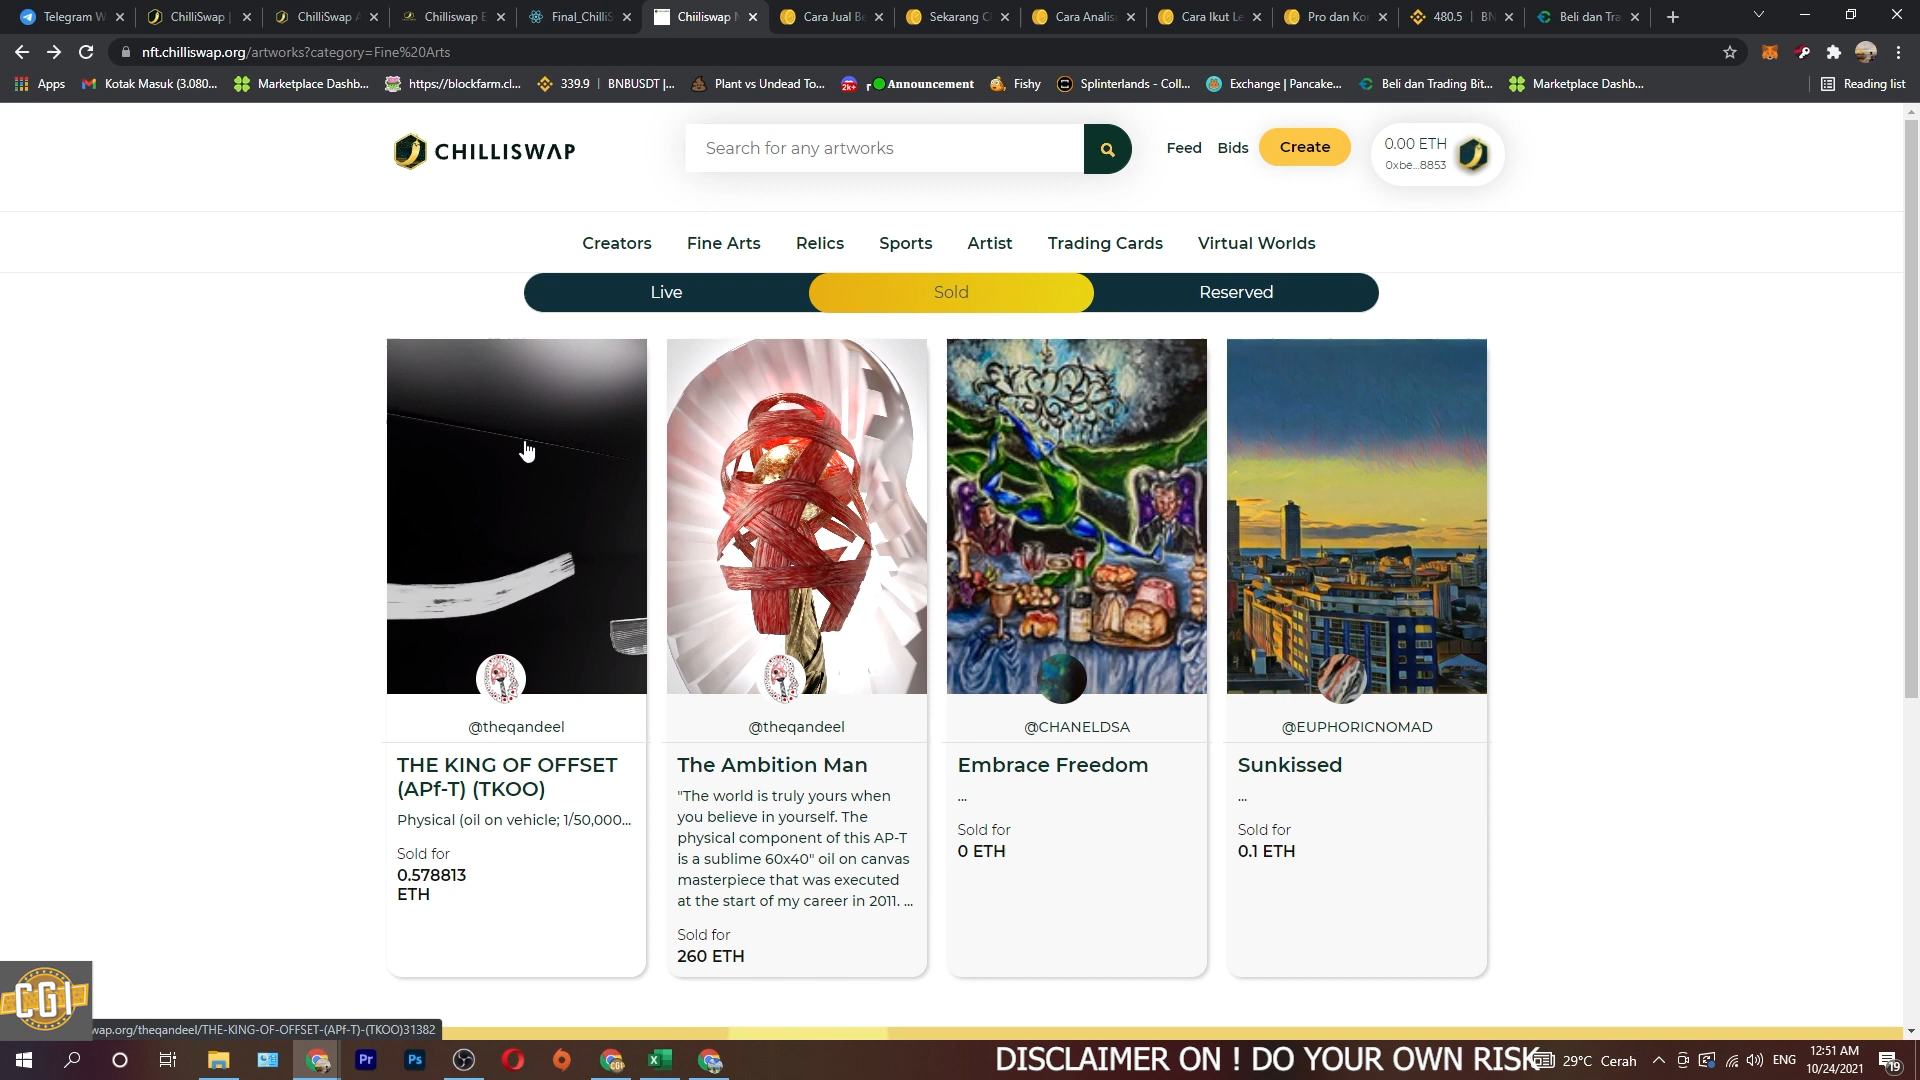 Telegram W
ChilliSwap |
ChilliSwap A
Chilliswap E
Final_ChilliS
Chiiliswap N
Cara Jual Be
Sekarang C
Cara Analisi
Cara Ikut Le
Pro dan Ko
480.5 | BN
Beli dan Tra
nft.chilliswap.org/artworks?category=Fine%20Arts
Apps
Kotak Masuk (3.080...
Marketplace Dashb...
https://blockfarm.cl...
339.9 | BNBUSDT |...
Plant vs Undead To...
2k+
Announcement
Fishy
Splinterlands - Coll...
Exchange | Pancake...
Beli dan Trading Bit...
Marketplace Dashb...
Reading list
CHILLISWAP
Search for any artworks
Feed
Bids
Create
0.00 ETH
0xbe...8853
Creators
Fine Arts
Relics
Sports
Artist
Trading Cards
Virtual Worlds
Live
Sold
Reserved
@theqandeel
THE KING OF OFFSET
(APf-T) (TKOO)
Physical (oil on vehicle; 1/50,000...
Sold for
0.578813
ETH
@theqandeel
The Ambition Man
"The world is truly yours when
you believe in yourself. The
physical component of this AP-T
is a sublime 60x40" oil on canvas
masterpiece that was executed
at the start of my career in 2011. ...
Sold for
260 ETH
@CHANELDSA
Embrace Freedom
...
Sold for
0 ETH
@EUPHORICNOMAD
Sunkissed
...
Sold for
0.1 ETH
CGI
wap.org/theqandeel/THE-KING-OF-OFFSET-(APf-T)-(TKOO)31382
Pr
Ps
DISCLAIMER ON ! DO YOUR OWN RISK
29°C Cerah
ENG
12:51 AM
10/24/2021
19